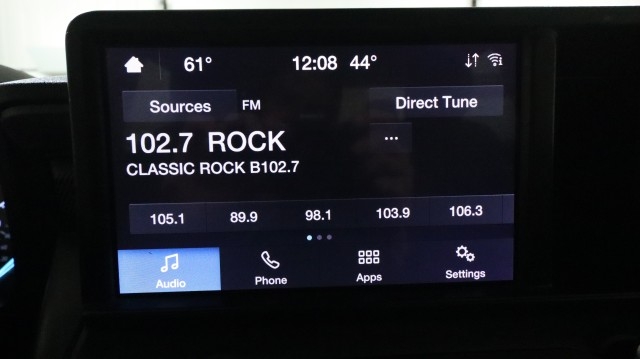 61° 12:08 44°
Sources FM Direct Tune
102.7 ROCK ...
CLASSIC ROCK B102.7
105.1 89.9 98.1 103.9 106.3
Audio Phone Apps Settings